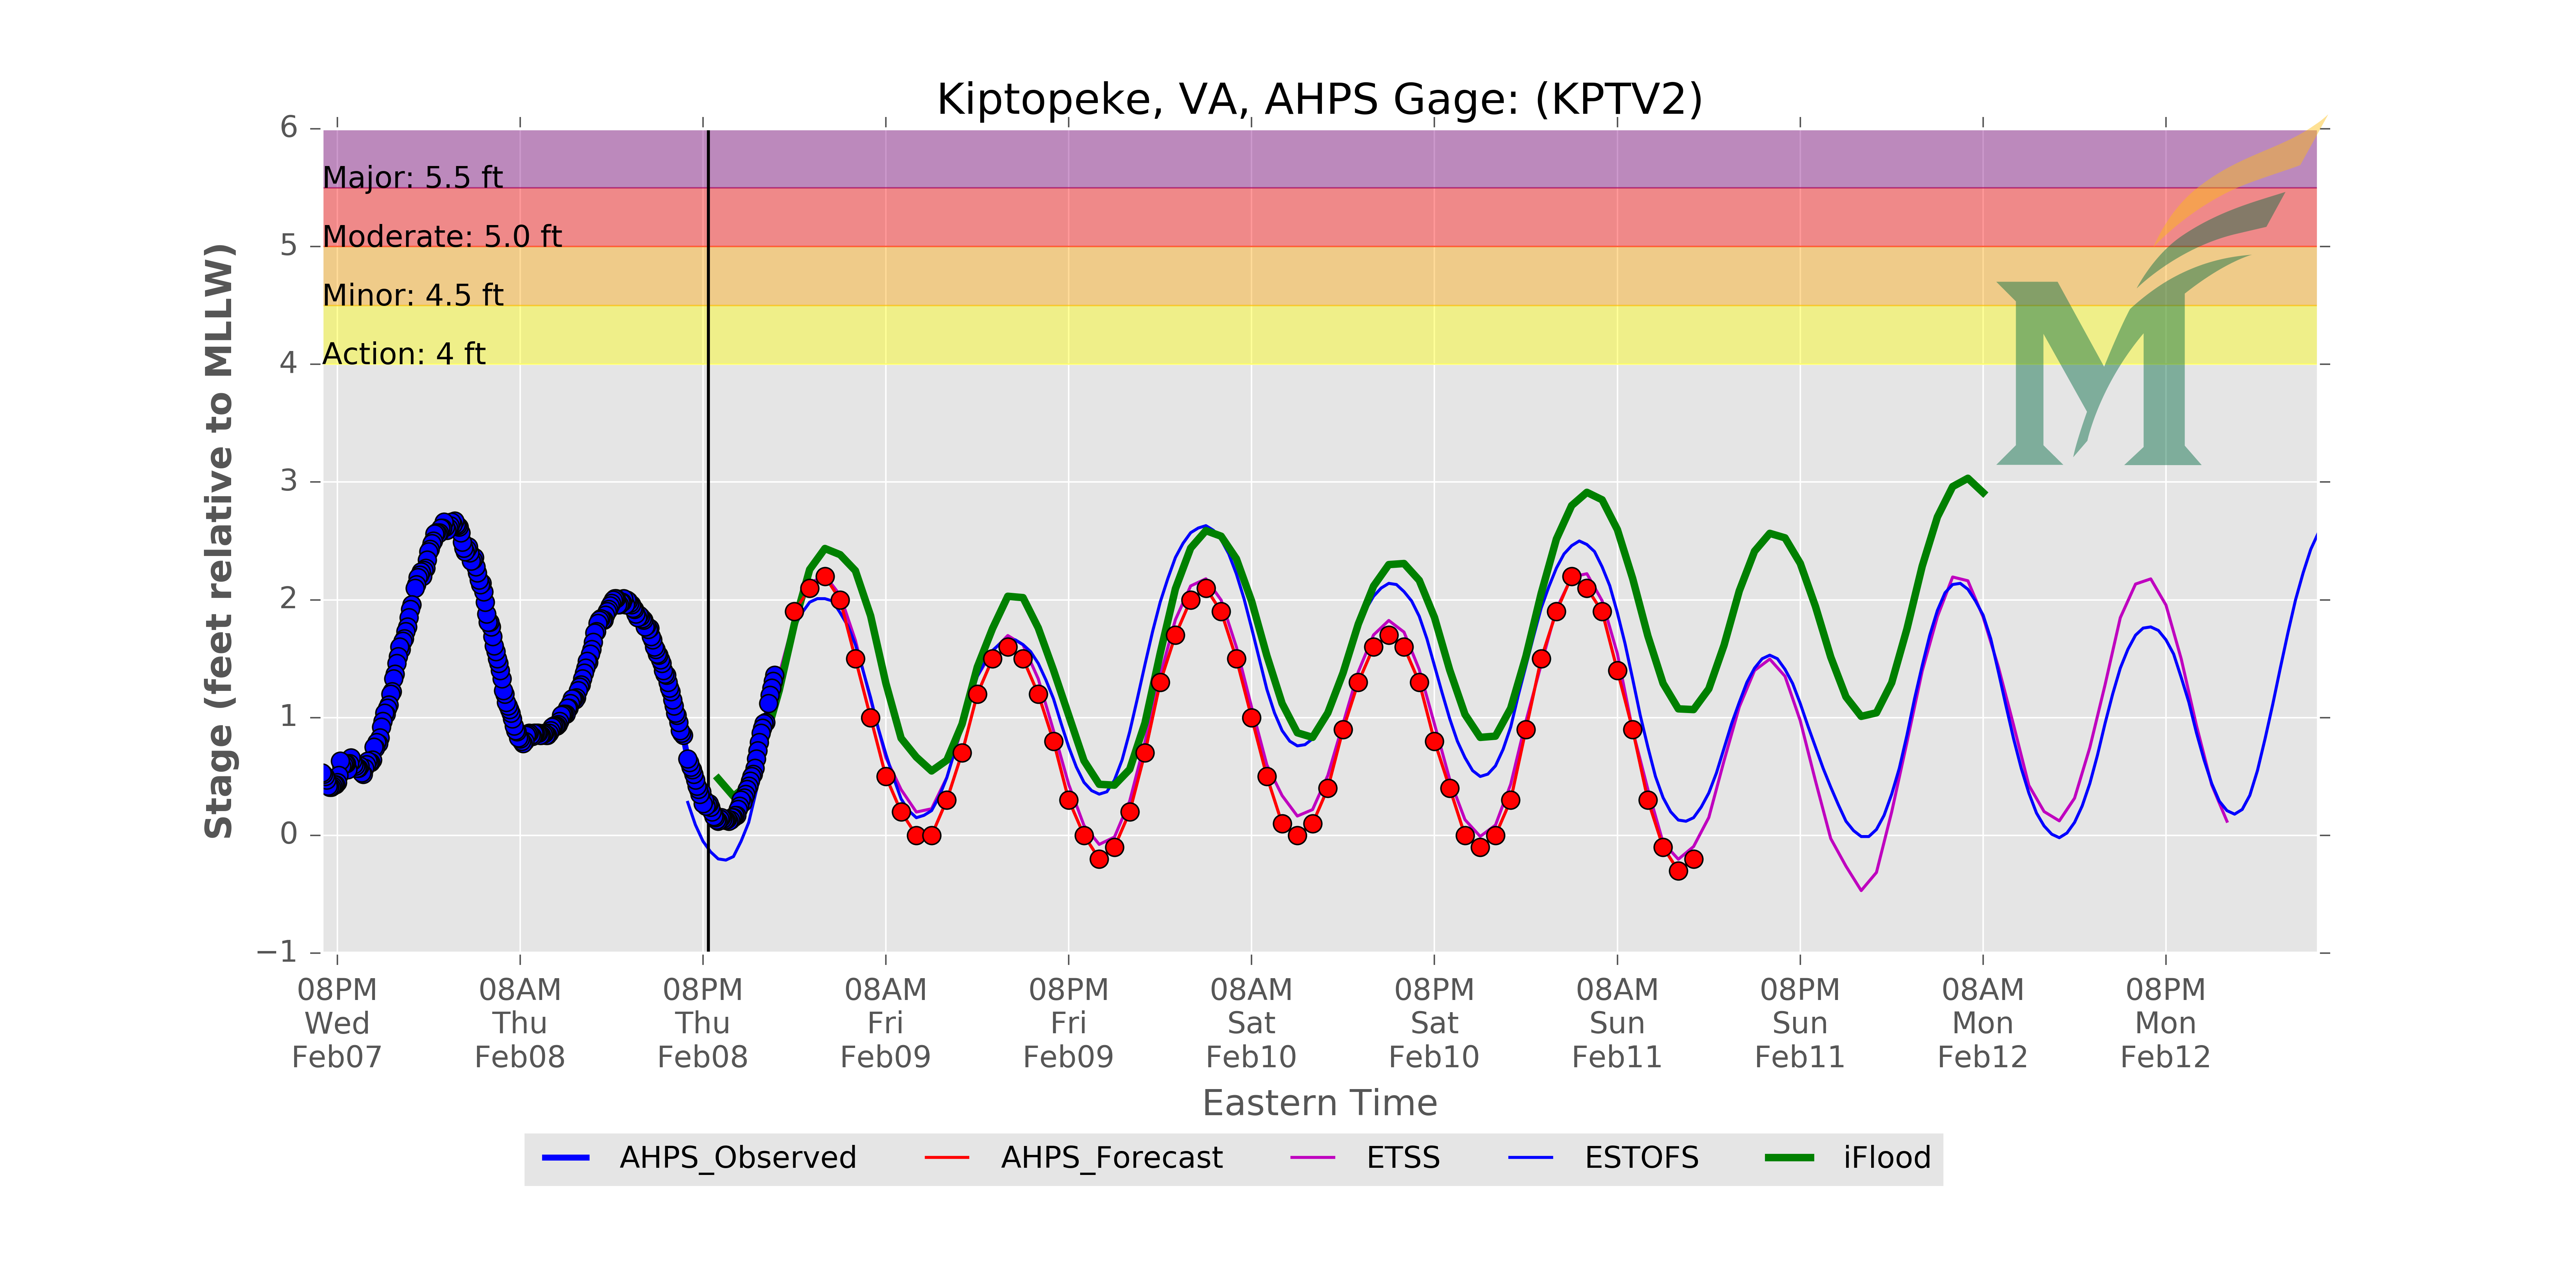 Kiptopeke, VA, AHPS Gage: (KPTV2)
Stage (feet relative to MLLW)
6
5
4
3
2
1
0
−1
Major: 5.5 ft
Moderate: 5.0 ft
Minor: 4.5 ft
Action: 4 ft
M
08PM 08AM 08PM 08AM 08PM 08AM 08PM 08AM 08PM 08AM 08PM
Wed Thu Thu Fri Fri Sat Sat Sun Sun Mon Mon
Feb07 Feb08 Feb08 Feb09 Feb09 Feb10 Feb10 Feb11 Feb11 Feb12 Feb12
Eastern Time
AHPS_Observed AHPS_Forecast ETSS ESTOFS iFlood